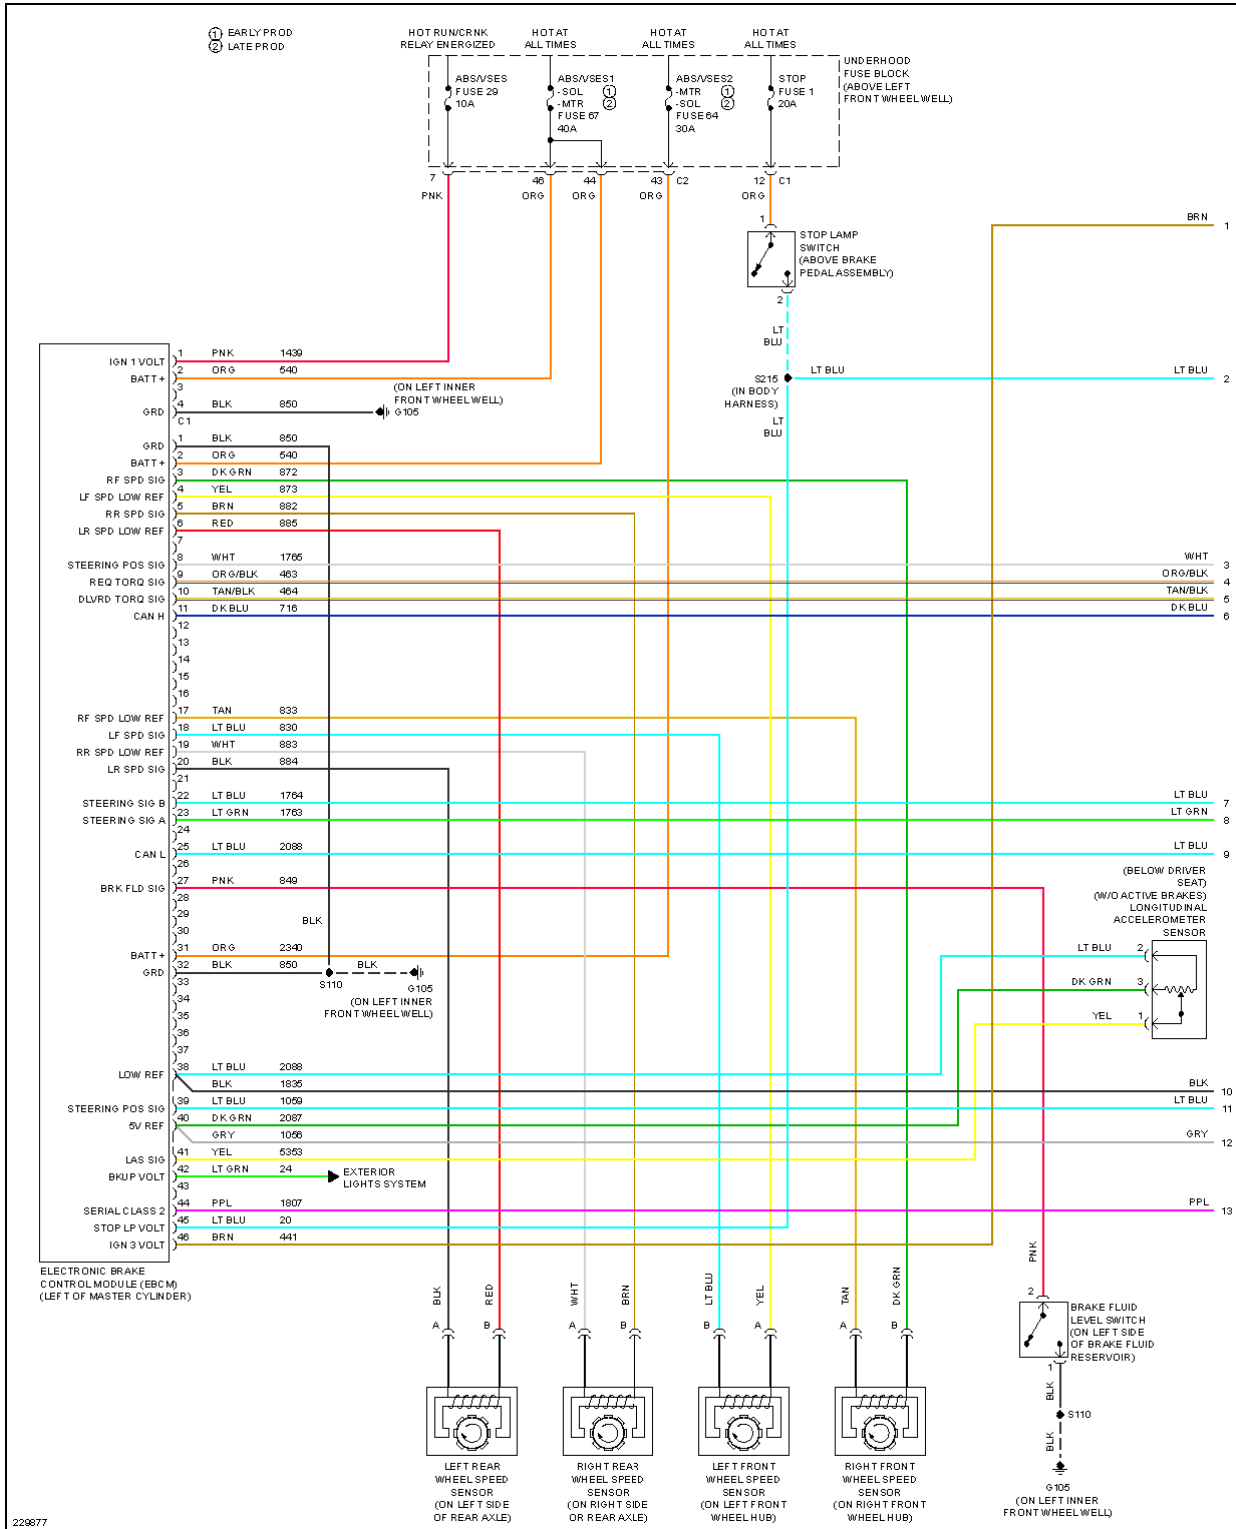 1 EARLY PROD
2 LATE PROD
HOT RUN/CRNK
RELAY ENERGIZED
HOT AT
ALL TIMES
HOT AT
ALL TIMES
HOT AT
ALL TIMES
UNDERHOOD
FUSE BLOCK
(ABOVE LEFT
FRONT WHEEL WELL)
ABS/VSES
FUSE 29
10A
ABS/VSES1
-SOL 1
-MTR 2
FUSE 67
40A
ABS/VSES2
-MTR 1
-SOL 2
FUSE 64
30A
STOP
FUSE 1
20A
7 46 44 43 C2 12 C1
PNK ORG ORG ORG ORG
1
STOP LAMP
SWITCH
(ABOVE BRAKE
PEDAL ASSEMBLY)
2
LT
BLU
S215
(IN BODY
HARNESS)
LT BLU
LT
BLU
BRN 1
LT BLU 2
IGN 1 VOLT 1 PNK 1439
BATT + 2 ORG 540
3
GRD 4 BLK 850
C1
(ON LEFT INNER
FRONT WHEEL WELL)
G105
GRD 1 BLK 850
BATT + 2 ORG 540
RF SPD SIG 3 DK GRN 872
LF SPD LOW REF 4 YEL 873
RR SPD SIG 5 BRN 882
LR SPD LOW REF 6 RED 885
7
STEERING POS SIG 8 WHT 1765 WHT 3
REQ TORQ SIG 9 ORG/BLK 463 ORG/BLK 4
DLVRD TORQ SIG 10 TAN/BLK 464 TAN/BLK 5
CAN H 11 DK BLU 716 DK BLU 6
12
13
14
15
16
RF SPD LOW REF 17 TAN 833
LF SPD SIG 18 LT BLU 830
RR SPD LOW REF 19 WHT 883
LR SPD SIG 20 BLK 884
21
STEERING SIG B 22 LT BLU 1764 LT BLU 7
STEERING SIG A 23 LT GRN 1763 LT GRN 8
24
CAN L 25 LT BLU 2088 LT BLU 9
26
BRK FLD SIG 27 PNK 849
28
29
30
BLK
BATT + 31 ORG 2340
GRD 32 BLK 850 BLK
S110
G105
(ON LEFT INNER
FRONT WHEEL WELL)
33
34
35
36
37
(BELOW DRIVER
SEAT)
(W/O ACTIVE BRAKES)
LONGITUDINAL
ACCELEROMETER
SENSOR
LT BLU 2
DK GRN 3
YEL 1
LOW REF 38 LT BLU 2088
BLK 1835 BLK 10
STEERING POS SIG 39 LT BLU 1059 LT BLU 11
5V REF 40 DK GRN 2087
GRY 1056 GRY 12
LAS SIG 41 YEL 5353
BKUP VOLT 42 LT GRN 24
EXTERIOR
LIGHTS SYSTEM
43
SERIAL CLASS 2 44 PPL 1807 PPL 13
STOP LP VOLT 45 LT BLU 20
IGN 3 VOLT 46 BRN 441
ELECTRONIC BRAKE
CONTROL MODULE (EBCM)
(LEFT OF MASTER CYLINDER)
BLK RED WHT BRN LT BLU YEL TAN DK GRN PNK
A B A B B A A B
2
BRAKE FLUID
LEVEL SWITCH
(ON LEFT SIDE
OF BRAKE FLUID
RESERVOIR)
1
BLK
S110
BLK
G105
(ON LEFT INNER
FRONT WHEEL WELL)
LEFT REAR
WHEEL SPEED
SENSOR
(ON LEFT SIDE
OF REAR AXLE)
RIGHT REAR
WHEEL SPEED
SENSOR
(ON RIGHT SIDE
OR REAR AXLE)
LEFT FRONT
WHEEL SPEED
SENSOR
(ON LEFT FRONT
WHEEL HUB)
RIGHT FRONT
WHEEL SPEED
SENSOR
(ON RIGHT FRONT
WHEEL HUB)
229877